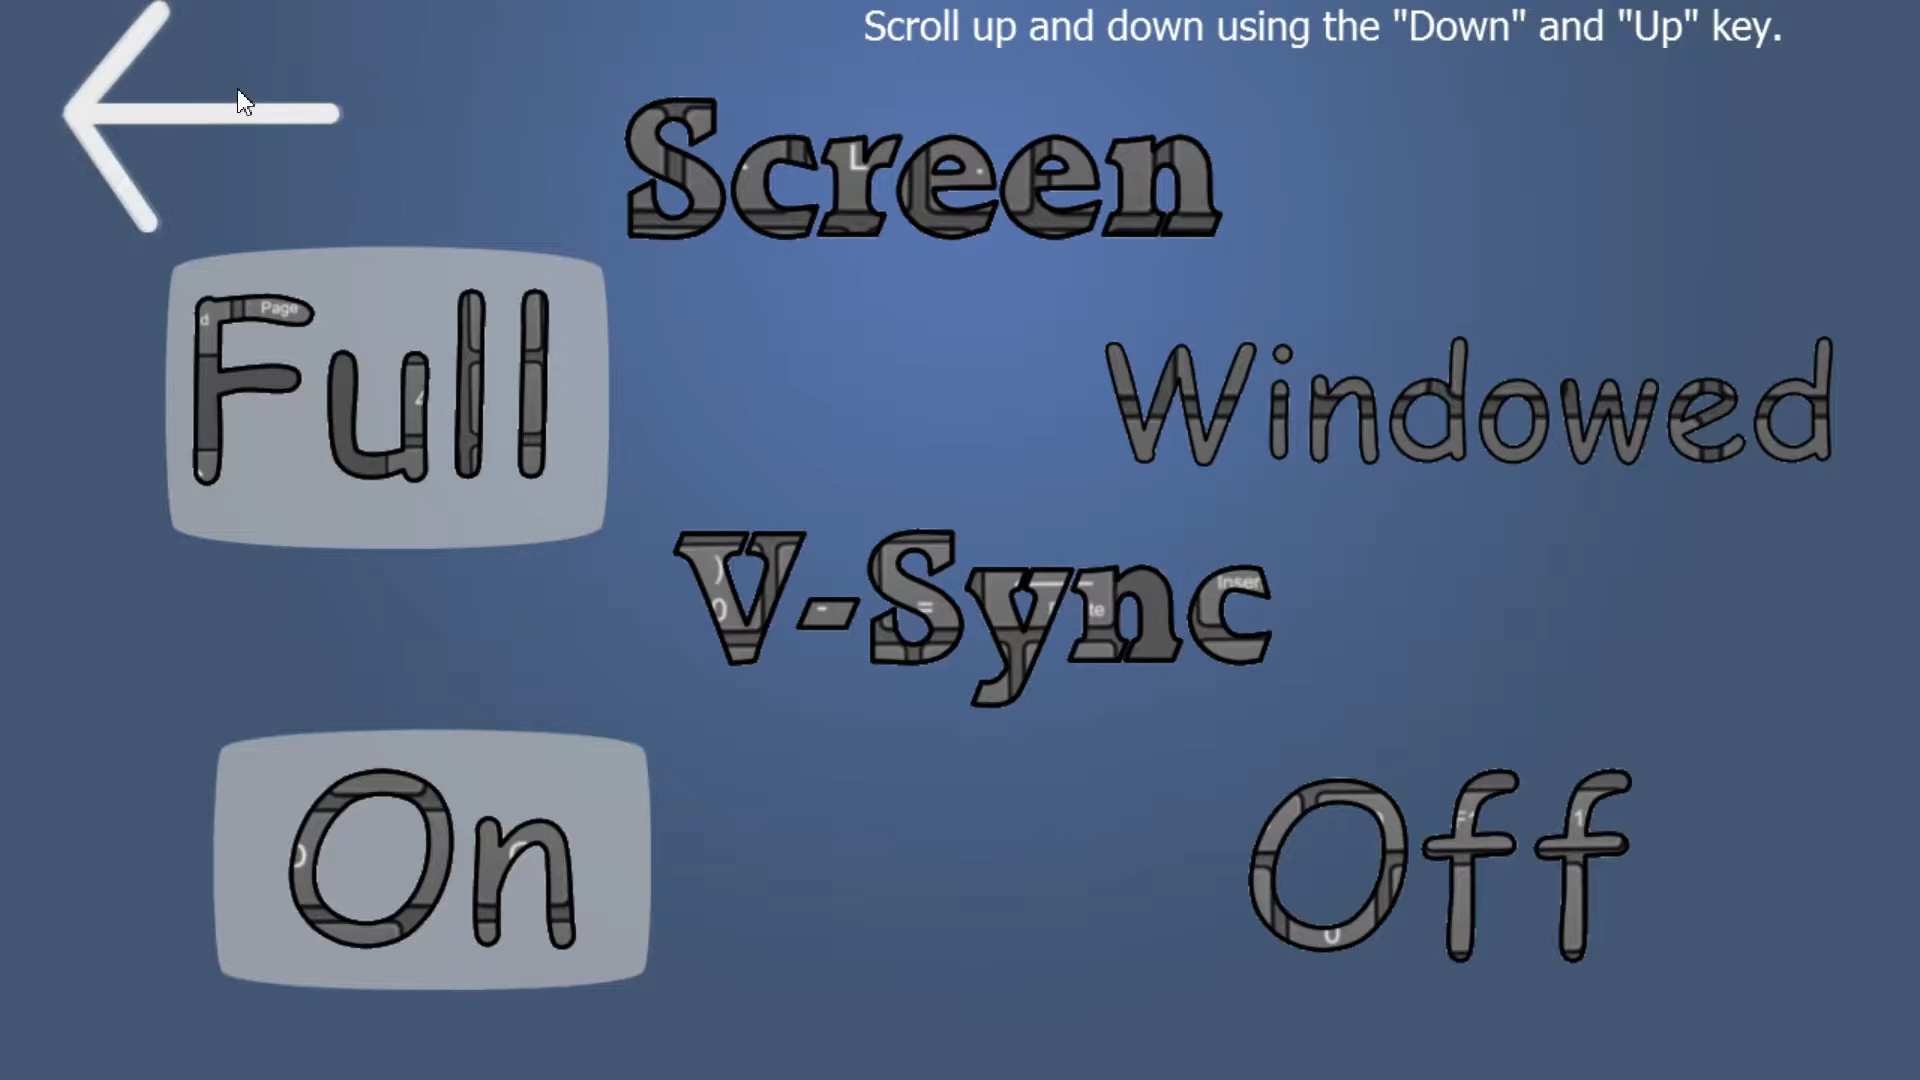 Scroll up and down using the "Down" and "Up" key.
Screen
Full
Windowed
V-Sync
On
Off